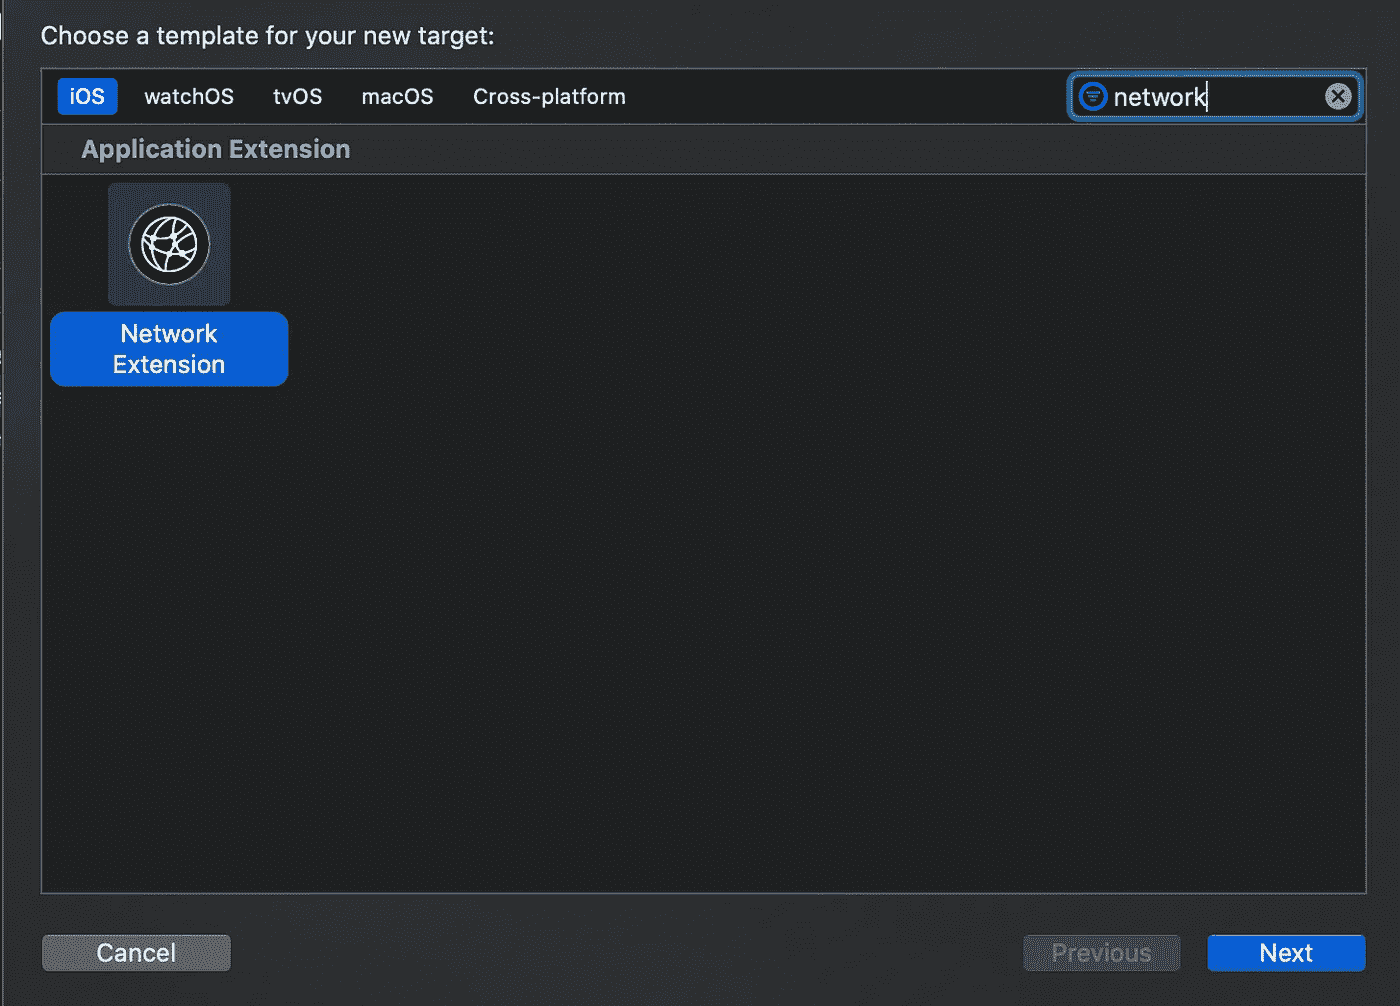 Choose a template for your new target:
iOS watchOS tvOS macOS Cross-platform network
Application Extension
Network
Extension
Cancel Previous Next